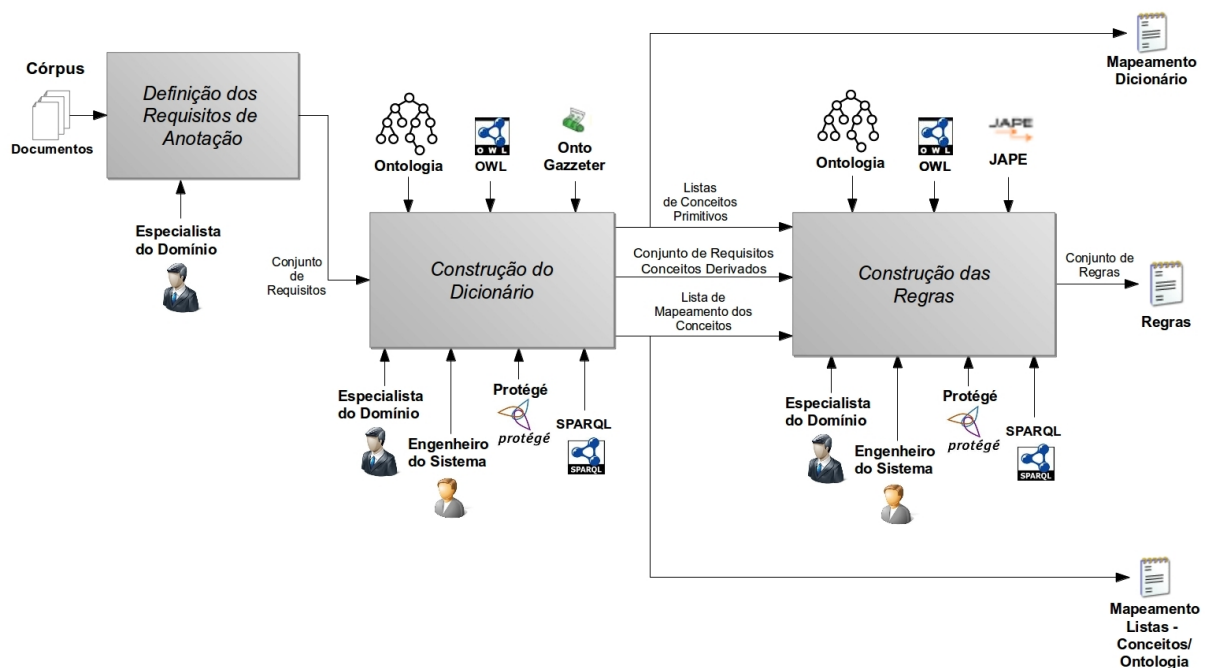 Córpus
Documentos
Definição dos
Requisitos de
Anotação
Especialista
do Domínio
Conjunto
de
Requisitos
Ontologia
OWL
OWL
Onto
Gazzeter
Construção do
Dicionário
Especialista
do Domínio
Engenheiro
do Sistema
Protégé
protégé
SPARQL
SPARQL
Listas
de Conceitos
Primitivos
Conjunto de Requisitos
Conceitos Derivados
Lista de
Mapeamento dos
Conceitos
Ontologia
OWL
OWL
JAPE
JAPE
Construção das
Regras
Especialista
do Domínio
Engenheiro
do Sistema
Protégé
protégé
SPARQL
SPARQL
Mapeamento
Dicionário
Conjunto de
Regras
Regras
Mapeamento
Listas -
Conceitos/
Ontologia